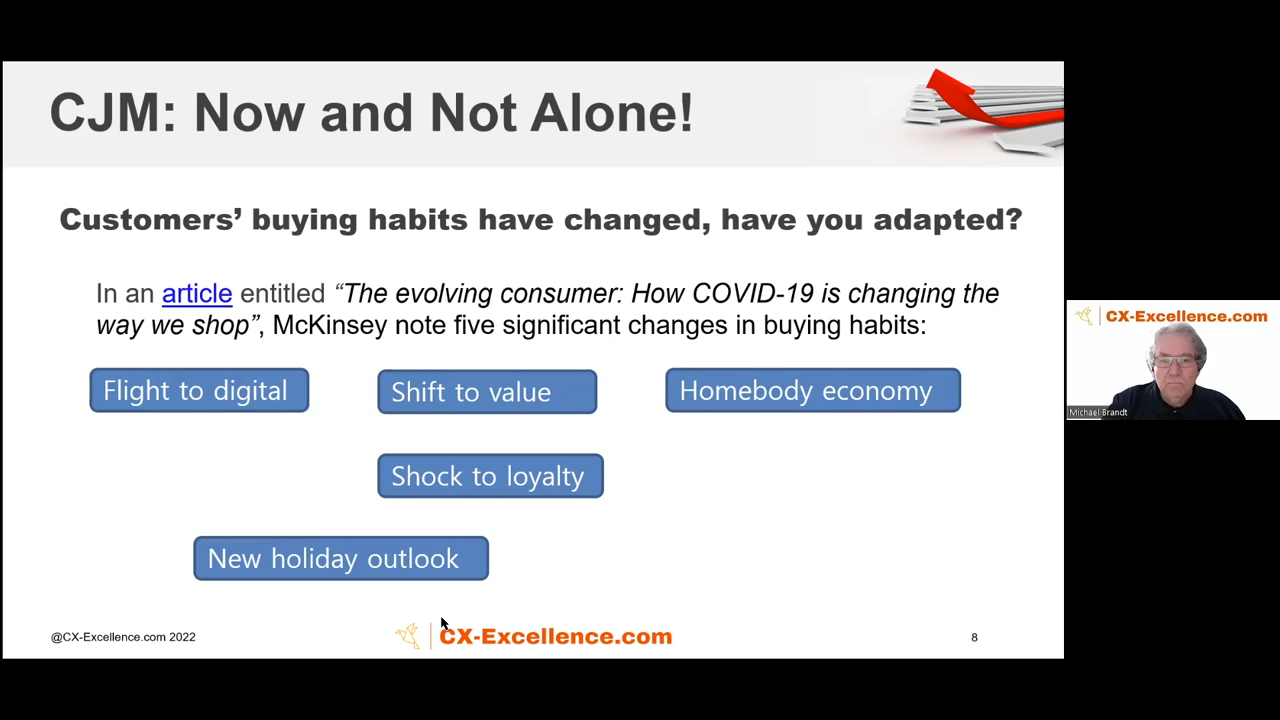 CJM: Now and Not Alone!
Customers’ buying habits have changed, have you adapted?
In an article entitled “The evolving consumer: How COVID-19 is changing the
way we shop”, McKinsey note five significant changes in buying habits:
Flight to digital
Shift to value
Homebody economy
Shock to loyalty
New holiday outlook
@CX-Excellence.com 2022
CX-Excellence.com
8
CX-Excellence.com
Michael Brandt